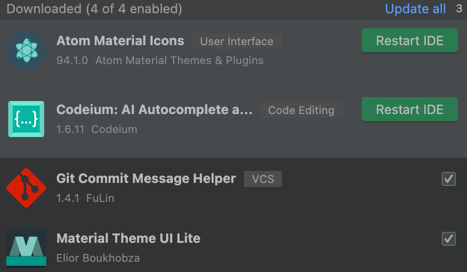 Downloaded (4 of 4 enabled) Update all 3
Atom Material Icons User Interface Restart IDE
94.1.0 Atom Material Themes & Plugins
Codeium: AI Autocomplete a... Code Editing Restart IDE
{...}
1.6.11 Codeium
Git Commit Message Helper VCS
1.4.1 FuLin
Material Theme UI Lite
Elior Boukhobza